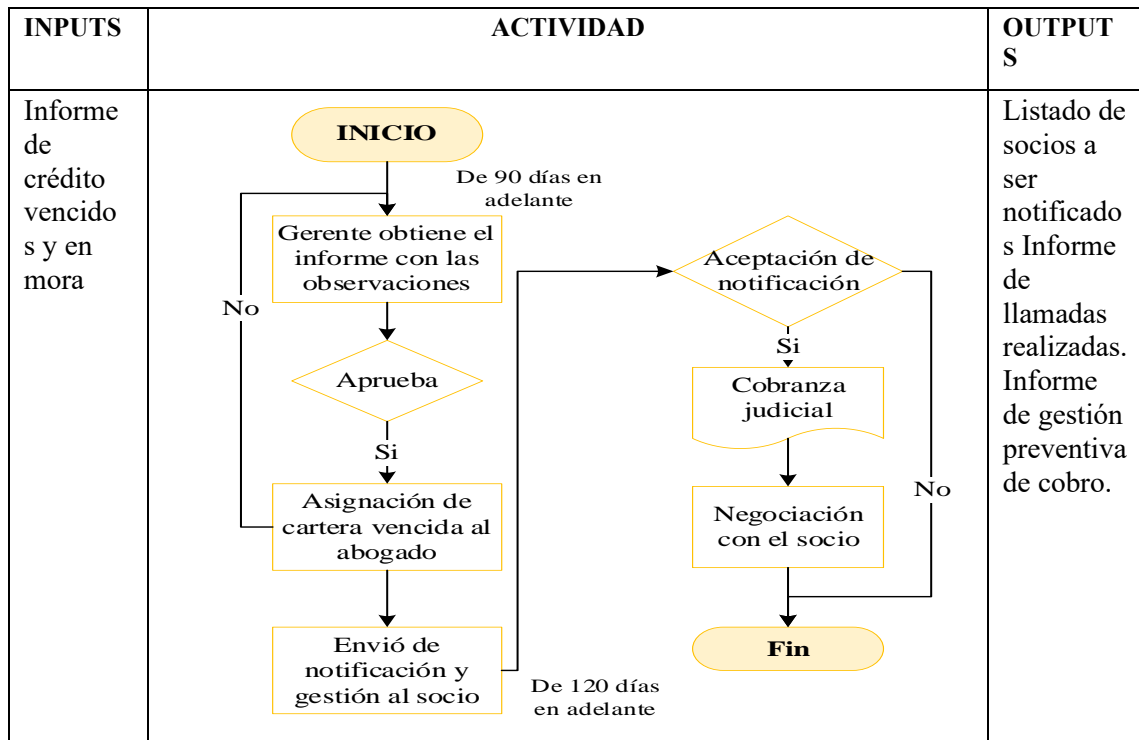 INPUTS
ACTIVIDAD
OUTPUT
S
Informe
de
crédito
vencido
s y en
mora
INICIO
De 90 días en
adelante
Gerente obtiene el
informe con las
observaciones
No
Aprueba
Si
Asignación de
cartera vencida al
abogado
Envió de
notificación y
gestión al socio
De 120 días
en adelante
Aceptación de
notificación
Si
Cobranza
judicial
No
Negociación
con el socio
Fin
Listado de
socios a
ser
notificado
s Informe
de
llamadas
realizadas.
Informe
de gestión
preventiva
de cobro.